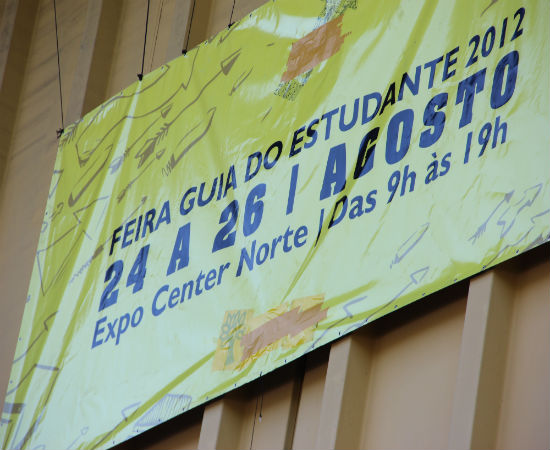 FEIRA GUIA DO ESTUDANTE 2012
24 A 26 | AGOSTO
Expo Center Norte | Das 9h às 19h